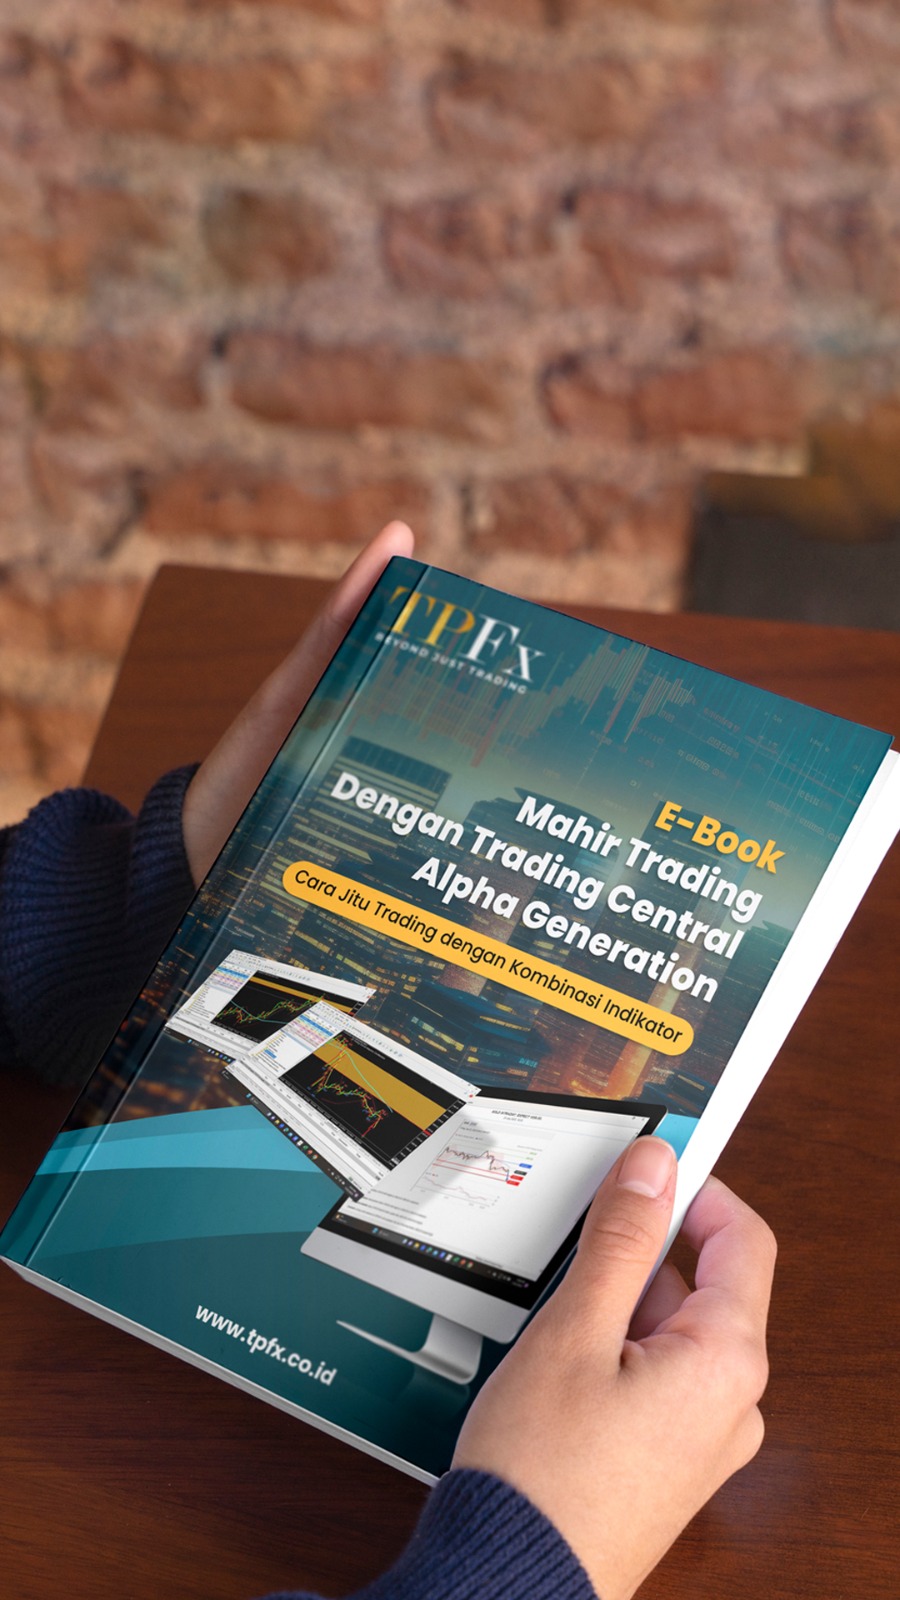 TPFx
BEYOND JUST TRADING
E-Book
Mahir Trading
Dengan Trading Central
Alpha Generation
Cara Jitu Trading dengan Kombinasi Indikator
www.tpfx.co.id